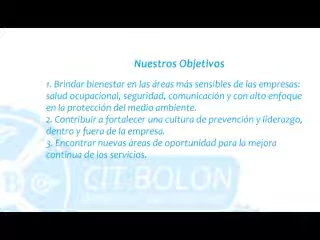 Nuestros Objetivos
1. Brindar bienestar en las áreas más sensibles de las empresas:
salud ocupacional, seguridad, comunicación y con alto enfoque
en la protección del medio ambiente.
2. Contribuir a fortalecer una cultura de prevención y liderazgo,
dentro y fuera de la empresa.
3. Encontrar nuevas áreas de oportunidad para la mejora
continua de los servicios.
BOLON